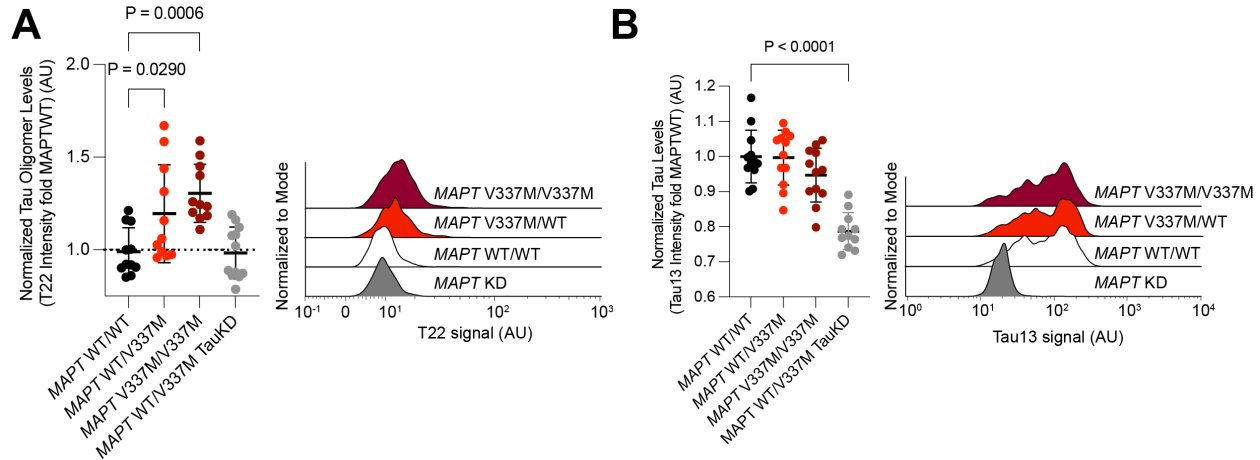 A
P = 0.0006
P = 0.0290
Normalized Tau Oligomer Levels
(T22 Intensity fold MAPTWT) (AU)
2.0
1.5
1.0
MAPT WT/WT
MAPT WT/V337M
MAPT V337M/V337M
MAPT WT/V337M TauKD
Normalized to Mode
MAPT V337M/V337M
MAPT V337M/WT
MAPT WT/WT
MAPT KD
10-1 0 10¹ 10² 10³
T22 signal (AU)
B
P < 0.0001
Normalized Tau Levels
(Tau13 Intensity fold MAPTWT) (AU)
1.2
1.1
1.0
0.9
0.8
0.7
0.6
MAPT WT/WT
MAPT WT/V337M
MAPT V337M/V337M
MAPT WT/V337M TauKD
Normalized to Mode
MAPT V337M/V337M
MAPT V337M/WT
MAPT WT/WT
MAPT KD
10⁰ 10¹ 10² 10³ 10⁴
Tau13 signal (AU)